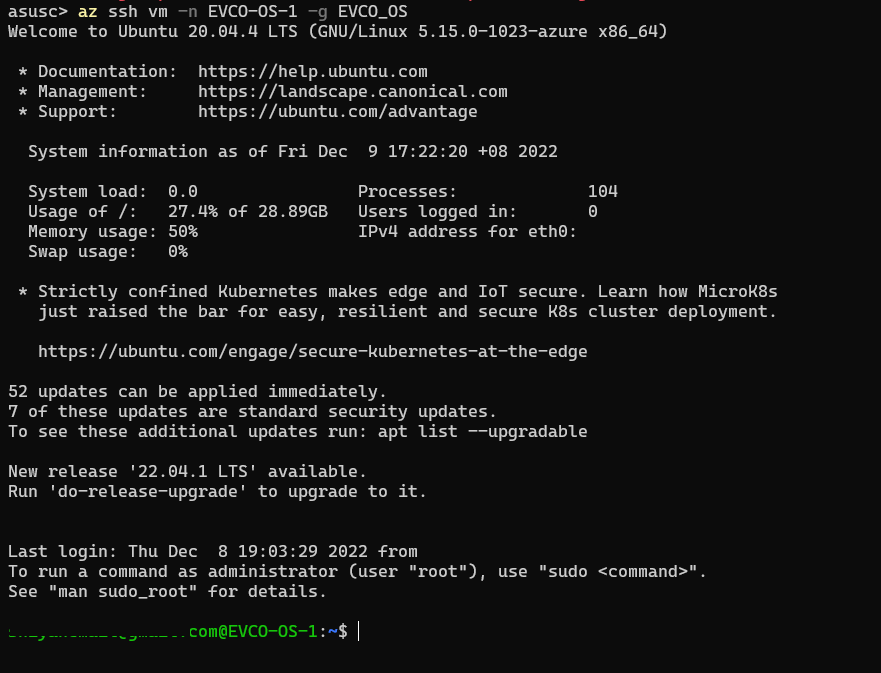 asusc> az ssh vm -n EVCO-OS-1 -g EVCO_OS
Welcome to Ubuntu 20.04.4 LTS (GNU/Linux 5.15.0-1023-azure x86_64)
* Documentation:  https://help.ubuntu.com
* Management:     https://landscape.canonical.com
* Support:        https://ubuntu.com/advantage
System information as of Fri Dec  9 17:22:20 +08 2022
System load:  0.0                Processes:             104
Usage of /:   27.4% of 28.89GB   Users logged in:       0
Memory usage: 50%                IPv4 address for eth0:
Swap usage:   0%
* Strictly confined Kubernetes makes edge and IoT secure. Learn how MicroK8s
just raised the bar for easy, resilient and secure K8s cluster deployment.
https://ubuntu.com/engage/secure-kubernetes-at-the-edge
52 updates can be applied immediately.
7 of these updates are standard security updates.
To see these additional updates run: apt list --upgradable
New release '22.04.1 LTS' available.
Run 'do-release-upgrade' to upgrade to it.
Last login: Thu Dec  8 19:03:29 2022 from
To run a command as administrator (user "root"), use "sudo <command>".
See "man sudo_root" for details.
com@EVCO-OS-1:~$